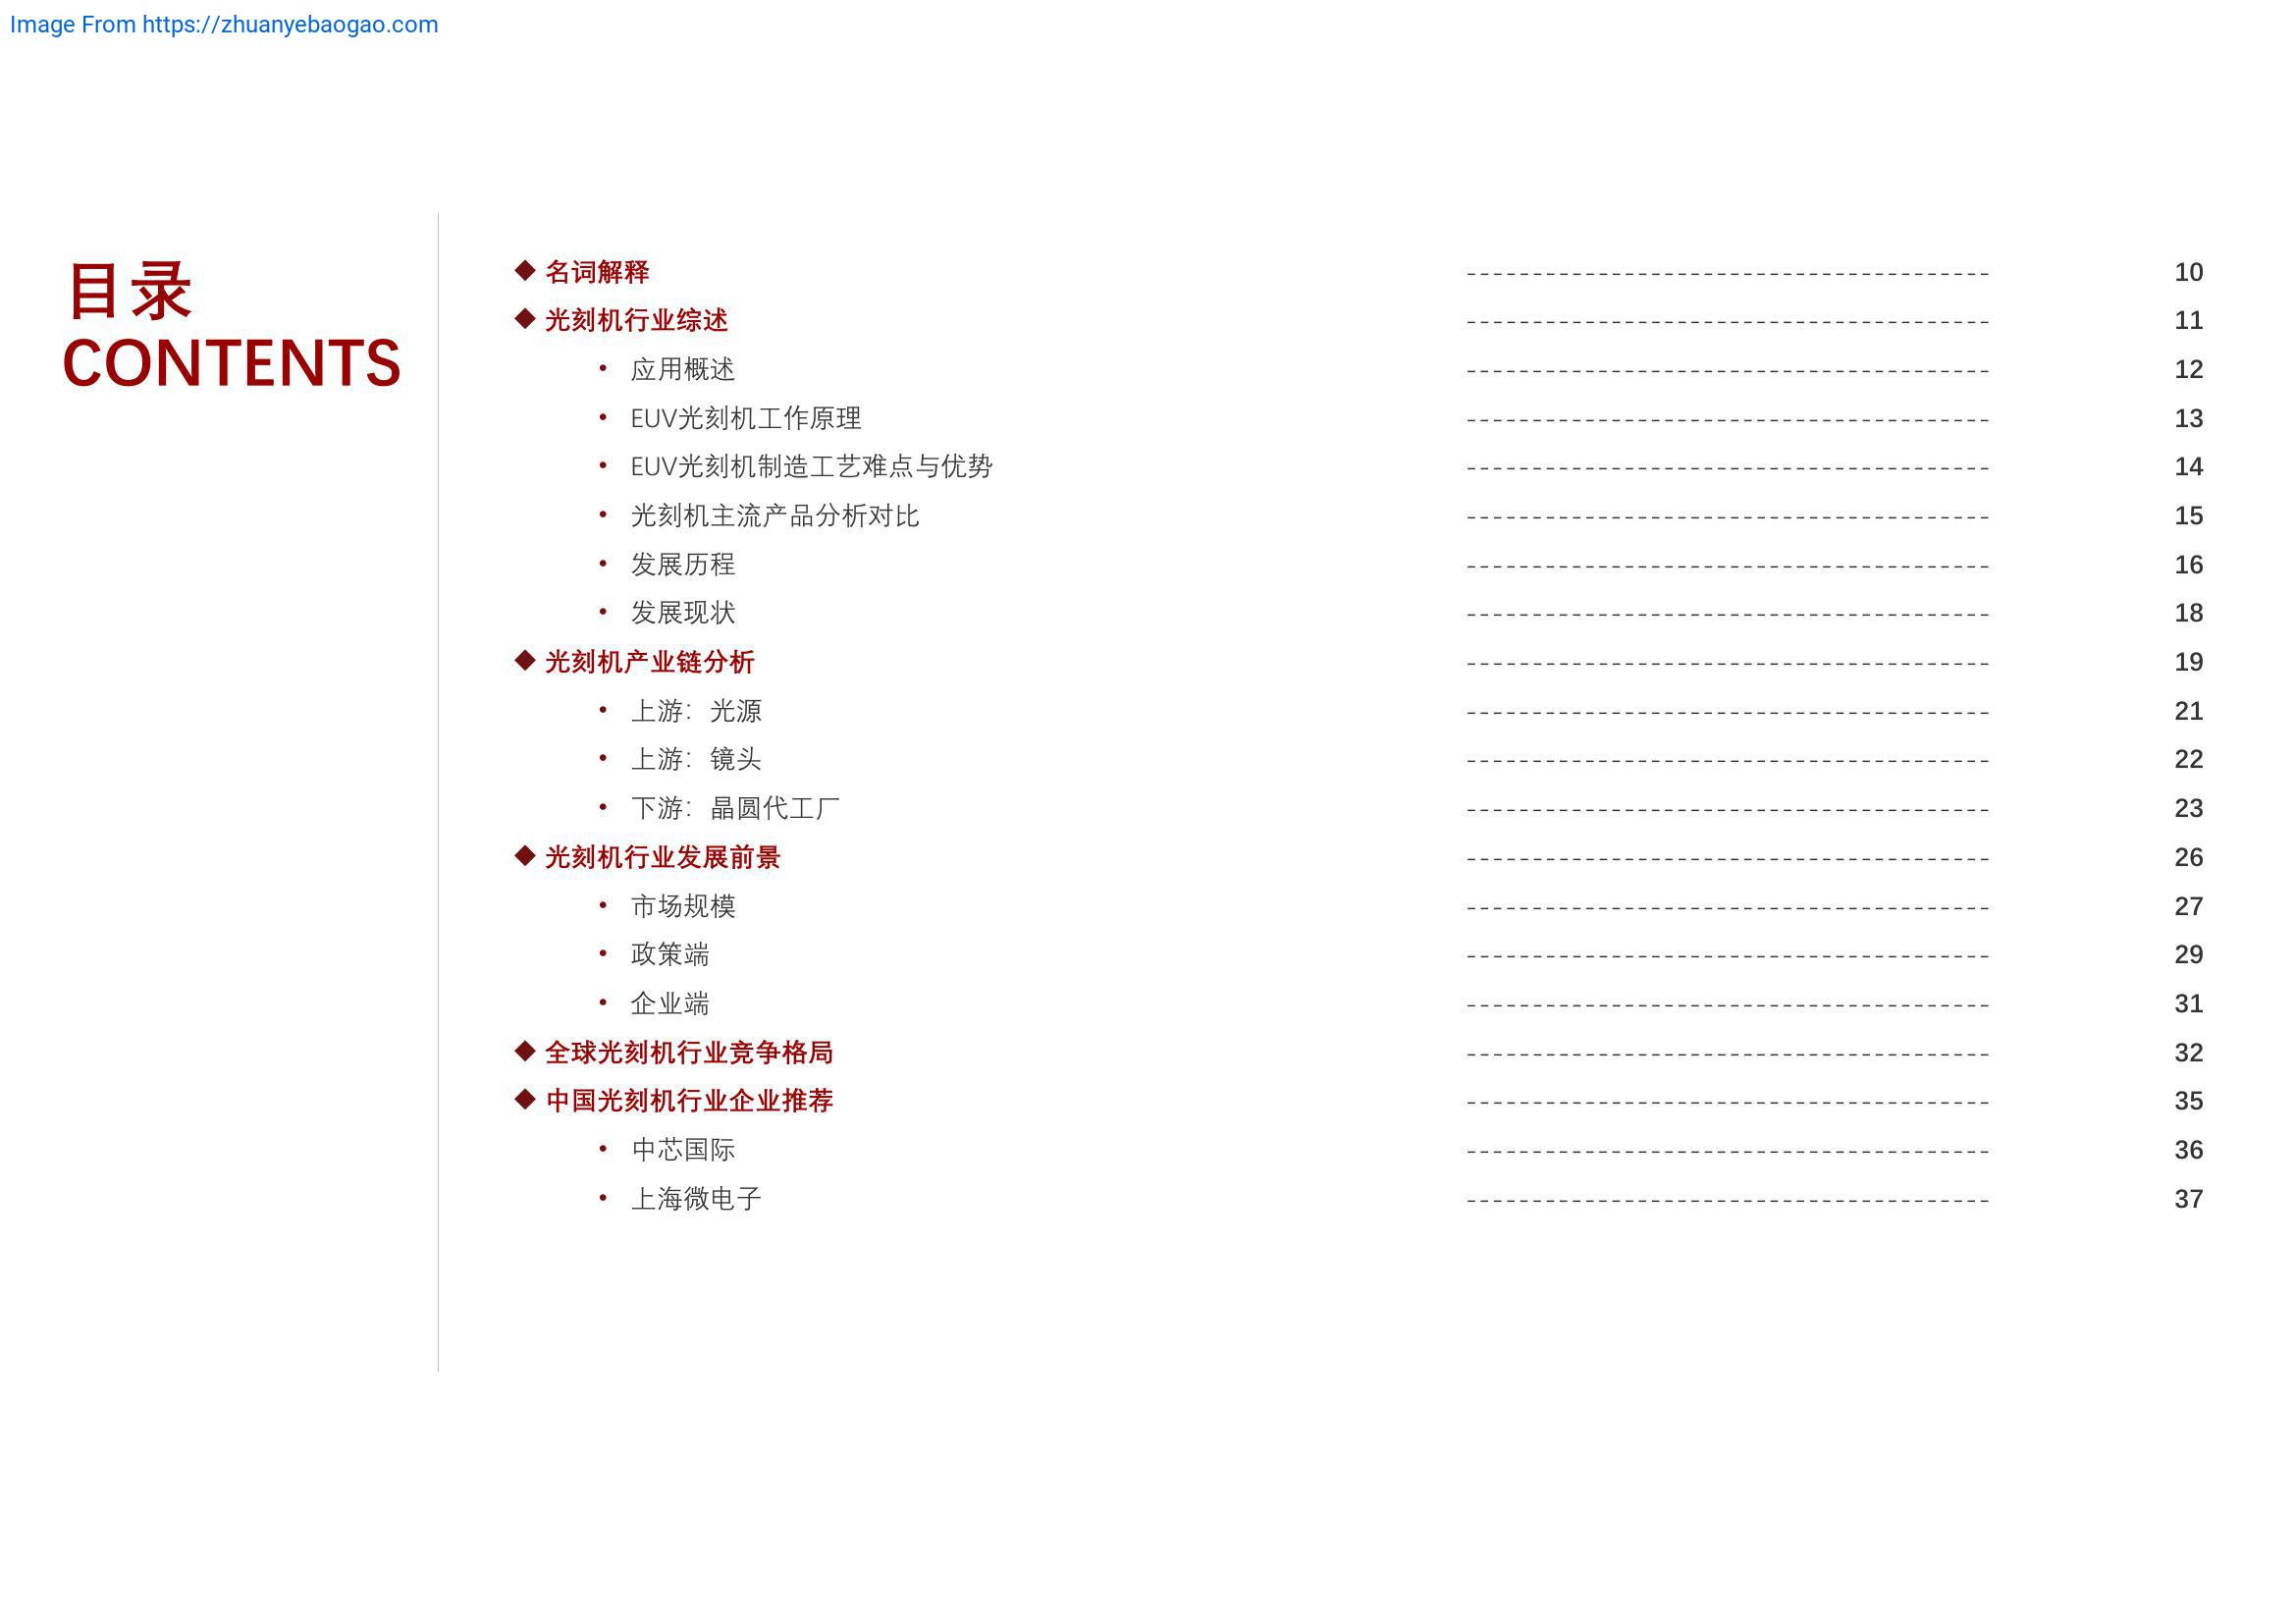 Image From https://zhuanyebaogao.com
目录
CONTENTS
◆ 名词解释 ---------------------------------------- 10
◆ 光刻机行业综述 ---------------------------------------- 11
• 应用概述 ---------------------------------------- 12
• EUV光刻机工作原理 ---------------------------------------- 13
• EUV光刻机制造工艺难点与优势 ---------------------------------------- 14
• 光刻机主流产品分析对比 ---------------------------------------- 15
• 发展历程 ---------------------------------------- 16
• 发展现状 ---------------------------------------- 18
◆ 光刻机产业链分析 ---------------------------------------- 19
• 上游：光源 ---------------------------------------- 21
• 上游：镜头 ---------------------------------------- 22
• 下游：晶圆代工厂 ---------------------------------------- 23
◆ 光刻机行业发展前景 ---------------------------------------- 26
• 市场规模 ---------------------------------------- 27
• 政策端 ---------------------------------------- 29
• 企业端 ---------------------------------------- 31
◆ 全球光刻机行业竞争格局 ---------------------------------------- 32
◆ 中国光刻机行业企业推荐 ---------------------------------------- 35
• 中芯国际 ---------------------------------------- 36
• 上海微电子 ---------------------------------------- 37